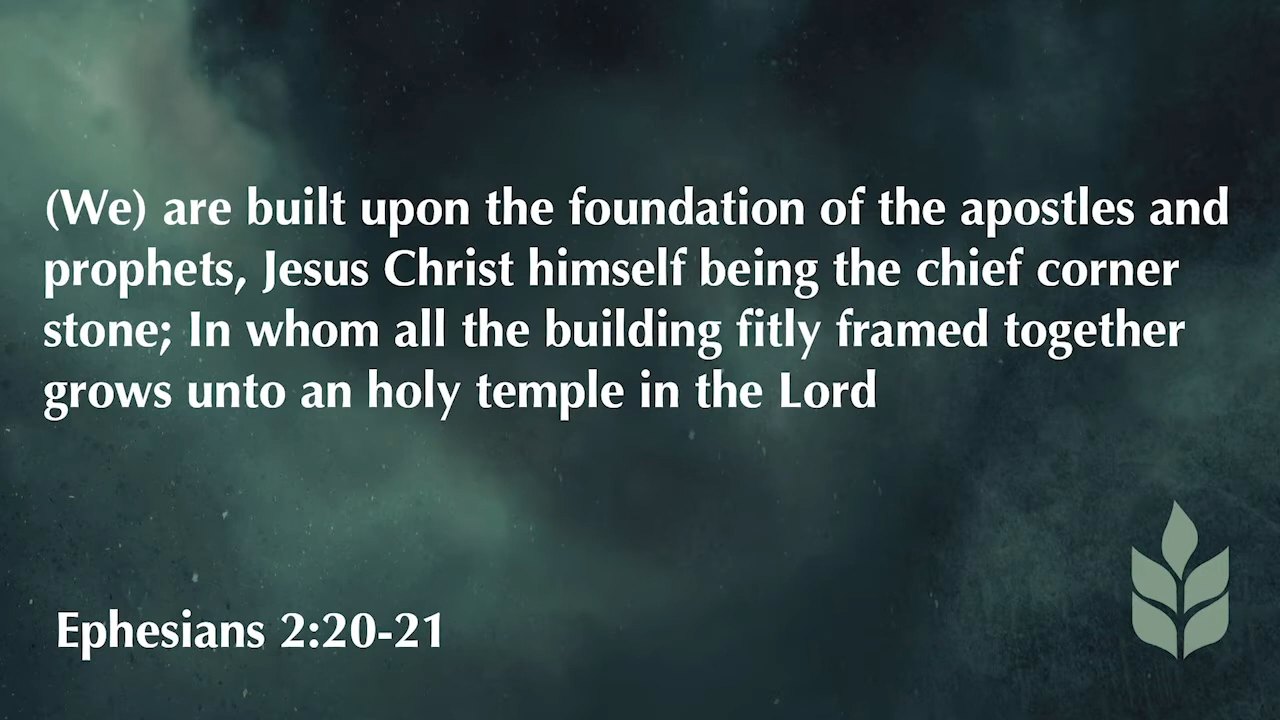 (We) are built upon the foundation of the apostles and
prophets, Jesus Christ himself being the chief corner
stone; In whom all the building fitly framed together
grows unto an holy temple in the Lord
Ephesians 2:20-21